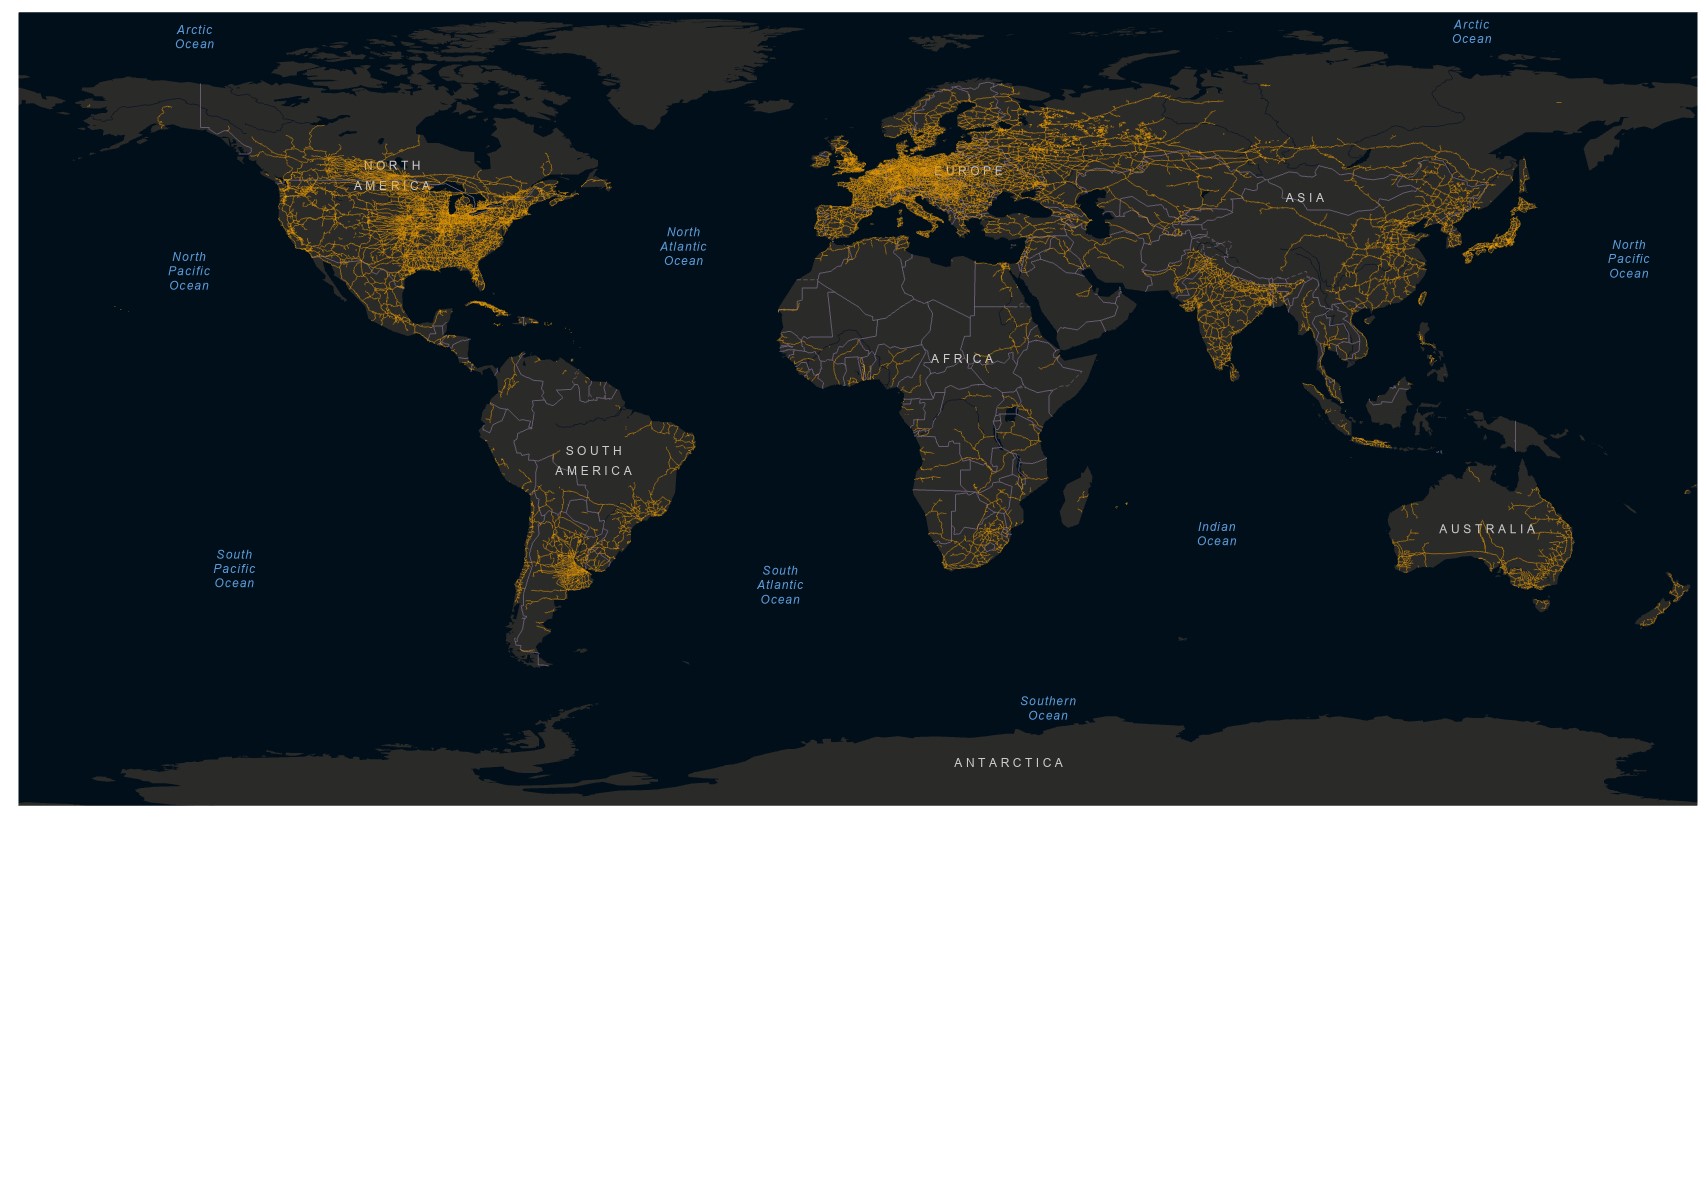 Arctic
Ocean
Arctic
Ocean
NORTH
AMERICA
EUROPE
ASIA
North
Atlantic
Ocean
North
Pacific
Ocean
North
Pacific
Ocean
AFRICA
SOUTH
AMERICA
Indian
Ocean
AUSTRALIA
South
Pacific
Ocean
South
Atlantic
Ocean
Southern
Ocean
ANTARCTICA